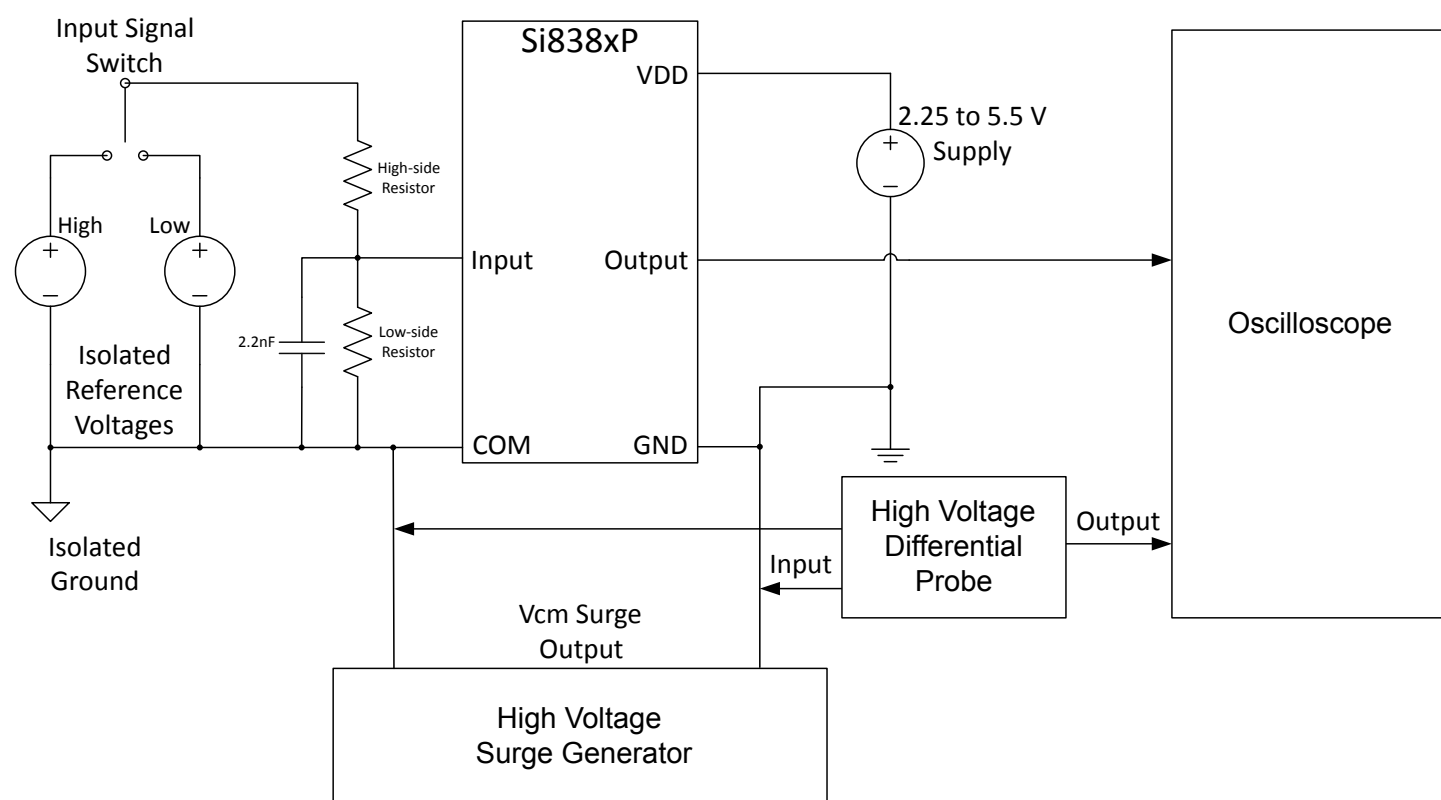 Input Signal
Switch
Si838xP
VDD
2.25 to 5.5 V
Supply
+
−
High-side
Resistor
High
Low
+
−
+
−
Input
Output
Oscilloscope
2.2nF
Low-side
Resistor
Isolated
Reference
Voltages
COM
GND
Isolated
Ground
High Voltage
Differential
Probe
Output
Input
Vcm Surge
Output
High Voltage
Surge Generator